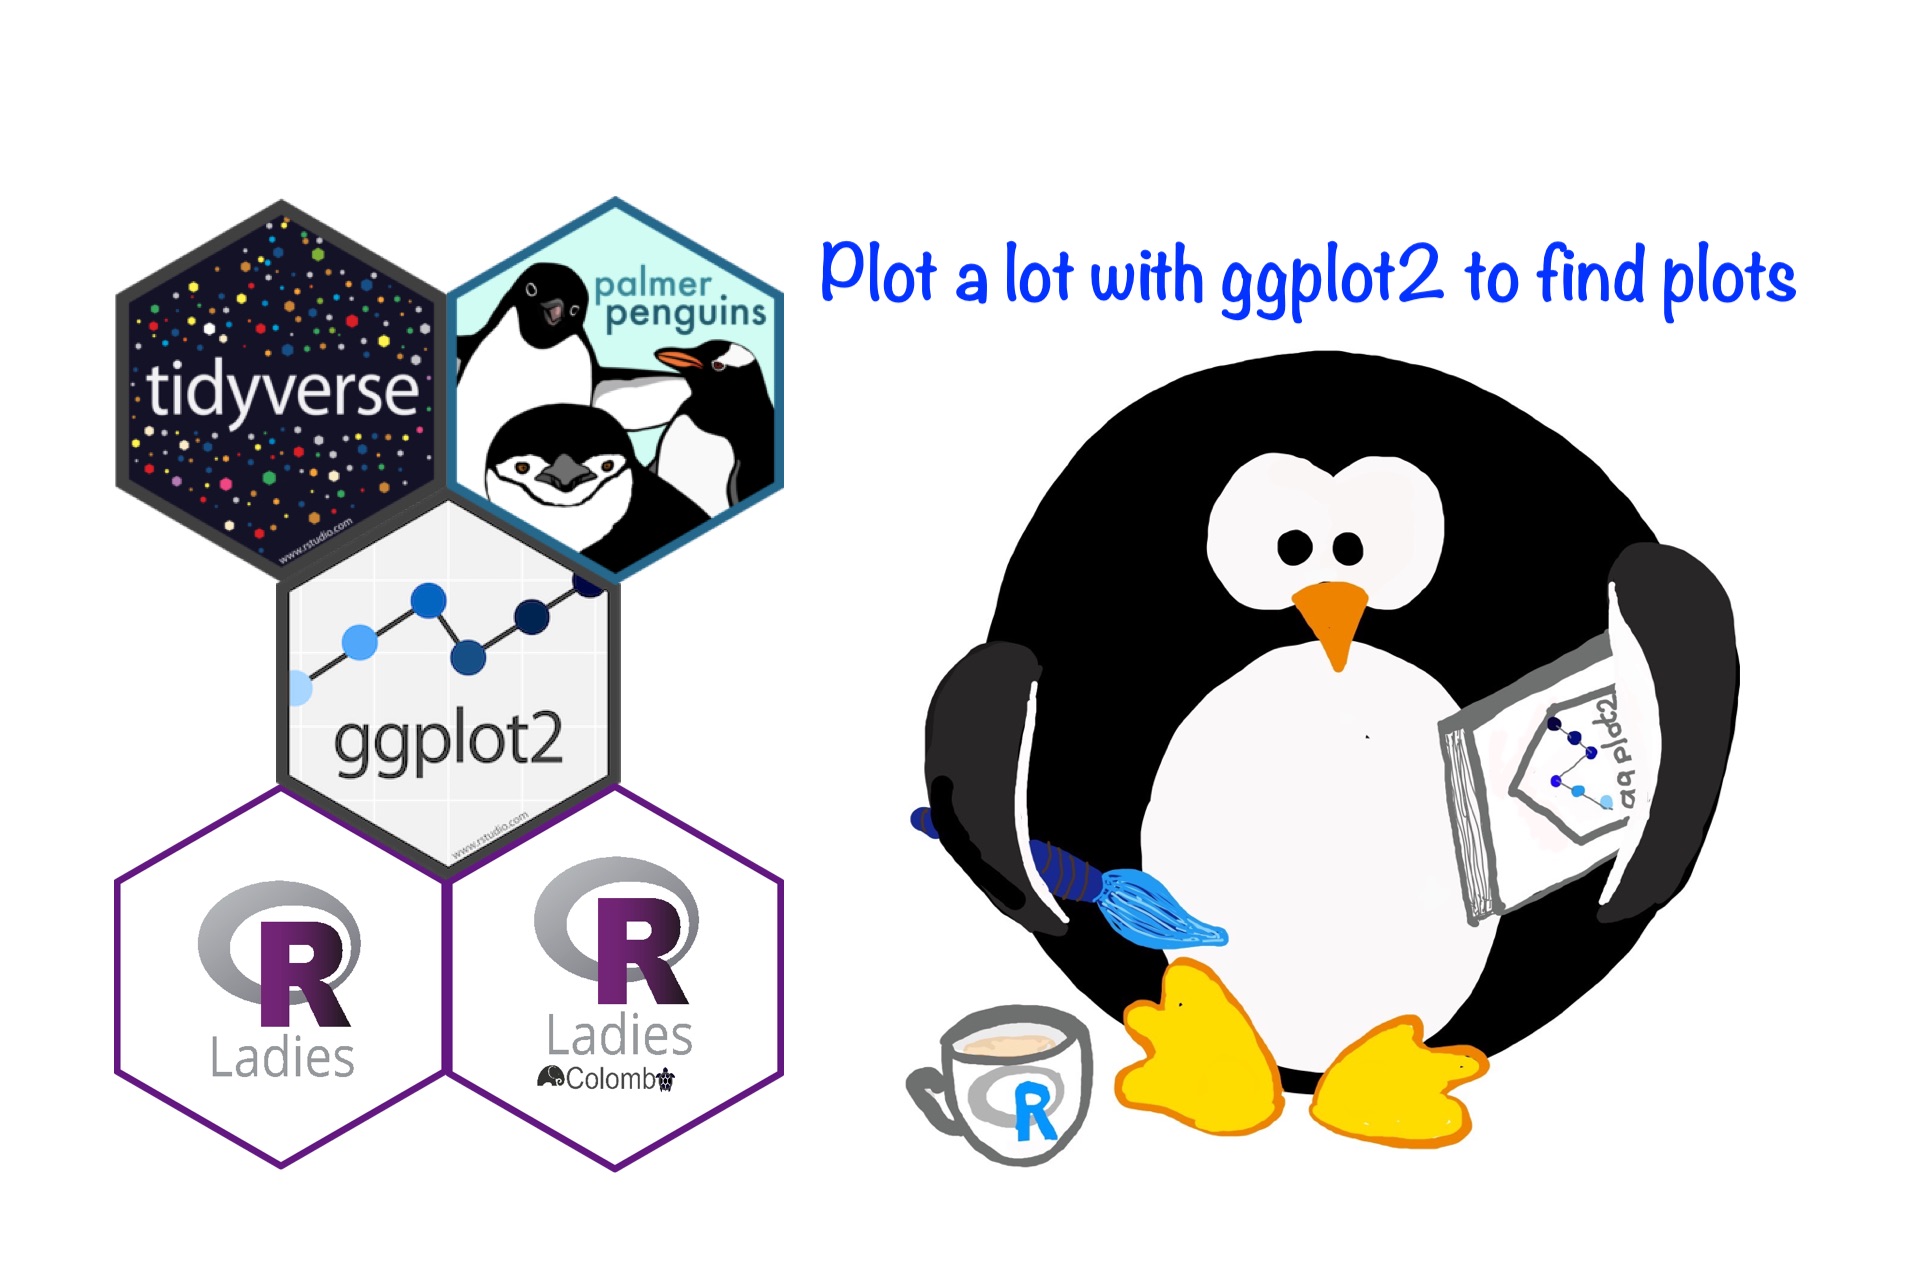 Plot a lot with ggplot2 to find plots
tidyverse
www.rstudio.com
palmer
penguins
ggplot2
www.rstudio.com
R
Ladies
R
Ladies
Colombo
ggplot2
R